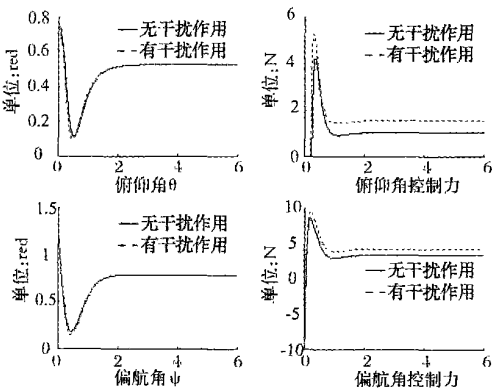 0.8
0.6
0.4
0.2
0
单位:red
无干扰作用
有干扰作用
0 2 4 6
俯仰角θ
6
4
2
0
单位:N
无干扰作用
有干扰作用
0 2 4 6
俯仰角控制力
1.5
1
0.5
0
单位:red
无干扰作用
有干扰作用
0 2 4 6
偏航角ψ
10
5
0
-5
-10
单位:N
无干扰作用
有干扰作用
0 2 4 6
偏航角控制力